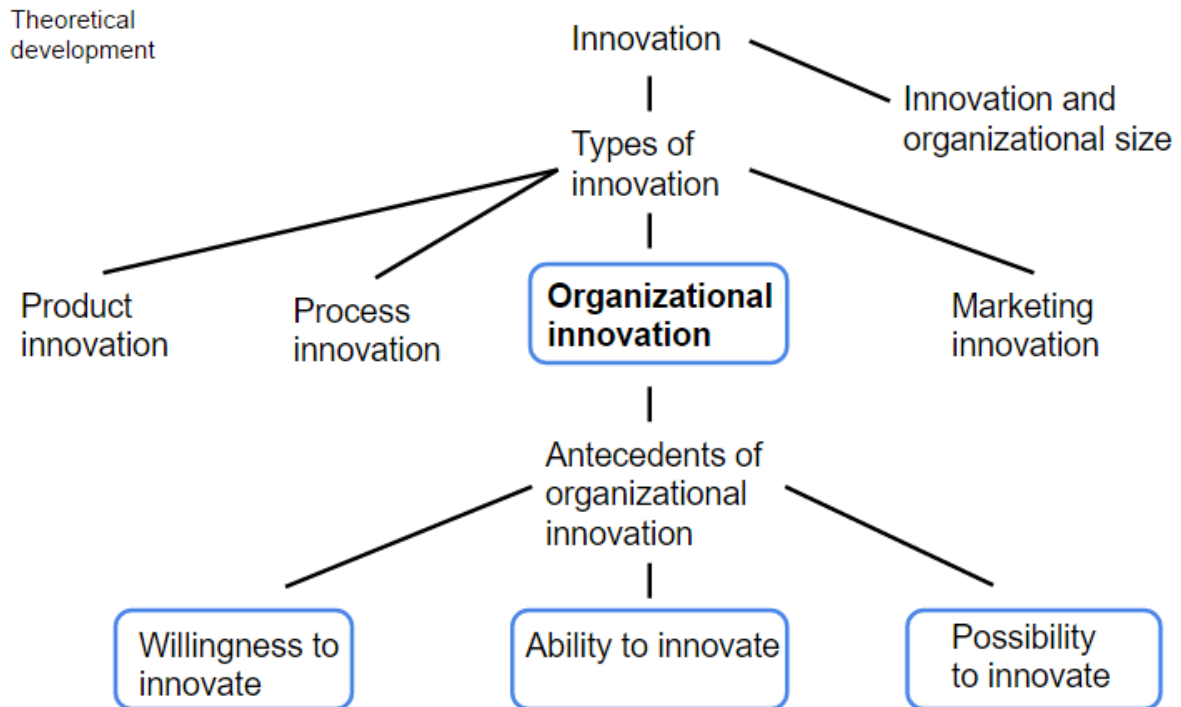 Theoretical
development
Innovation
Innovation and
organizational size
Types of
innovation
Product
innovation
Process
innovation
Organizational
innovation
Marketing
innovation
Antecedents of
organizational
innovation
Willingness to
innovate
Ability to innovate
Possibility
to innovate